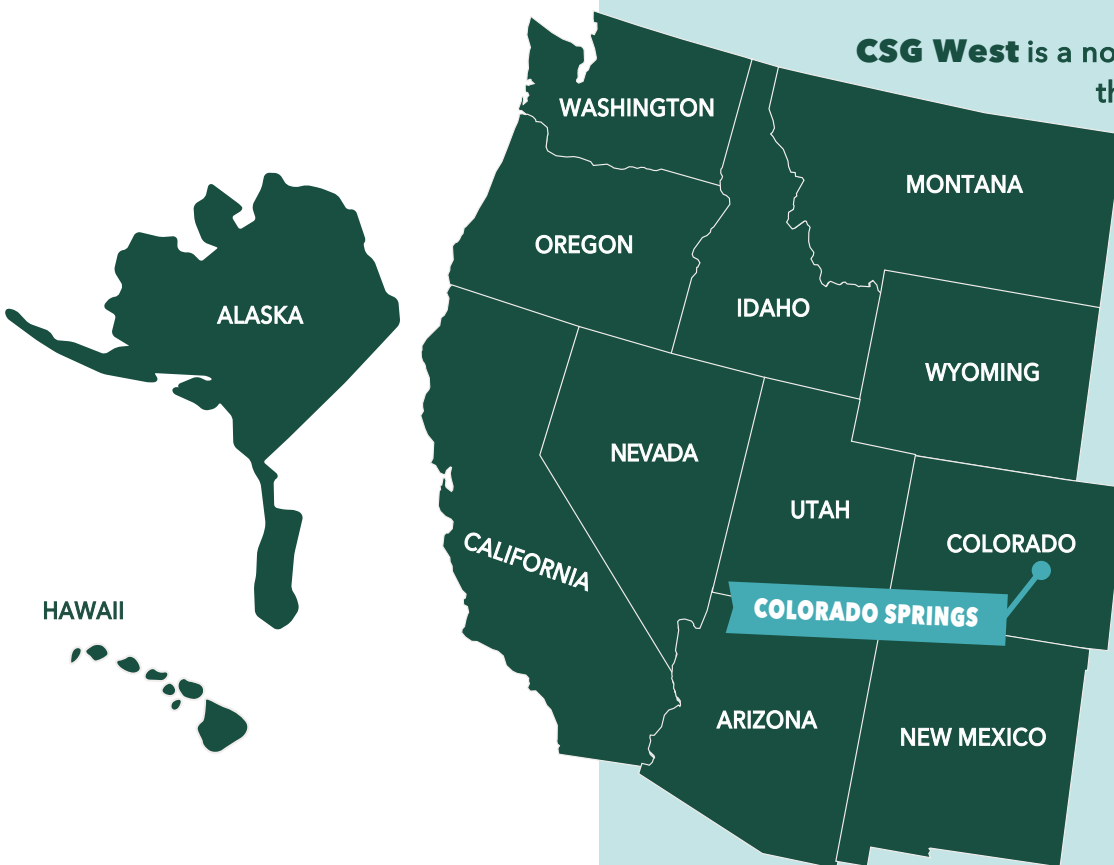 CSG West is a no
th
WASHINGTON
MONTANA
OREGON
IDAHO
ALASKA
WYOMING
NEVADA
UTAH
COLORADO
CALIFORNIA
HAWAII
COLORADO SPRINGS
ARIZONA
NEW MEXICO